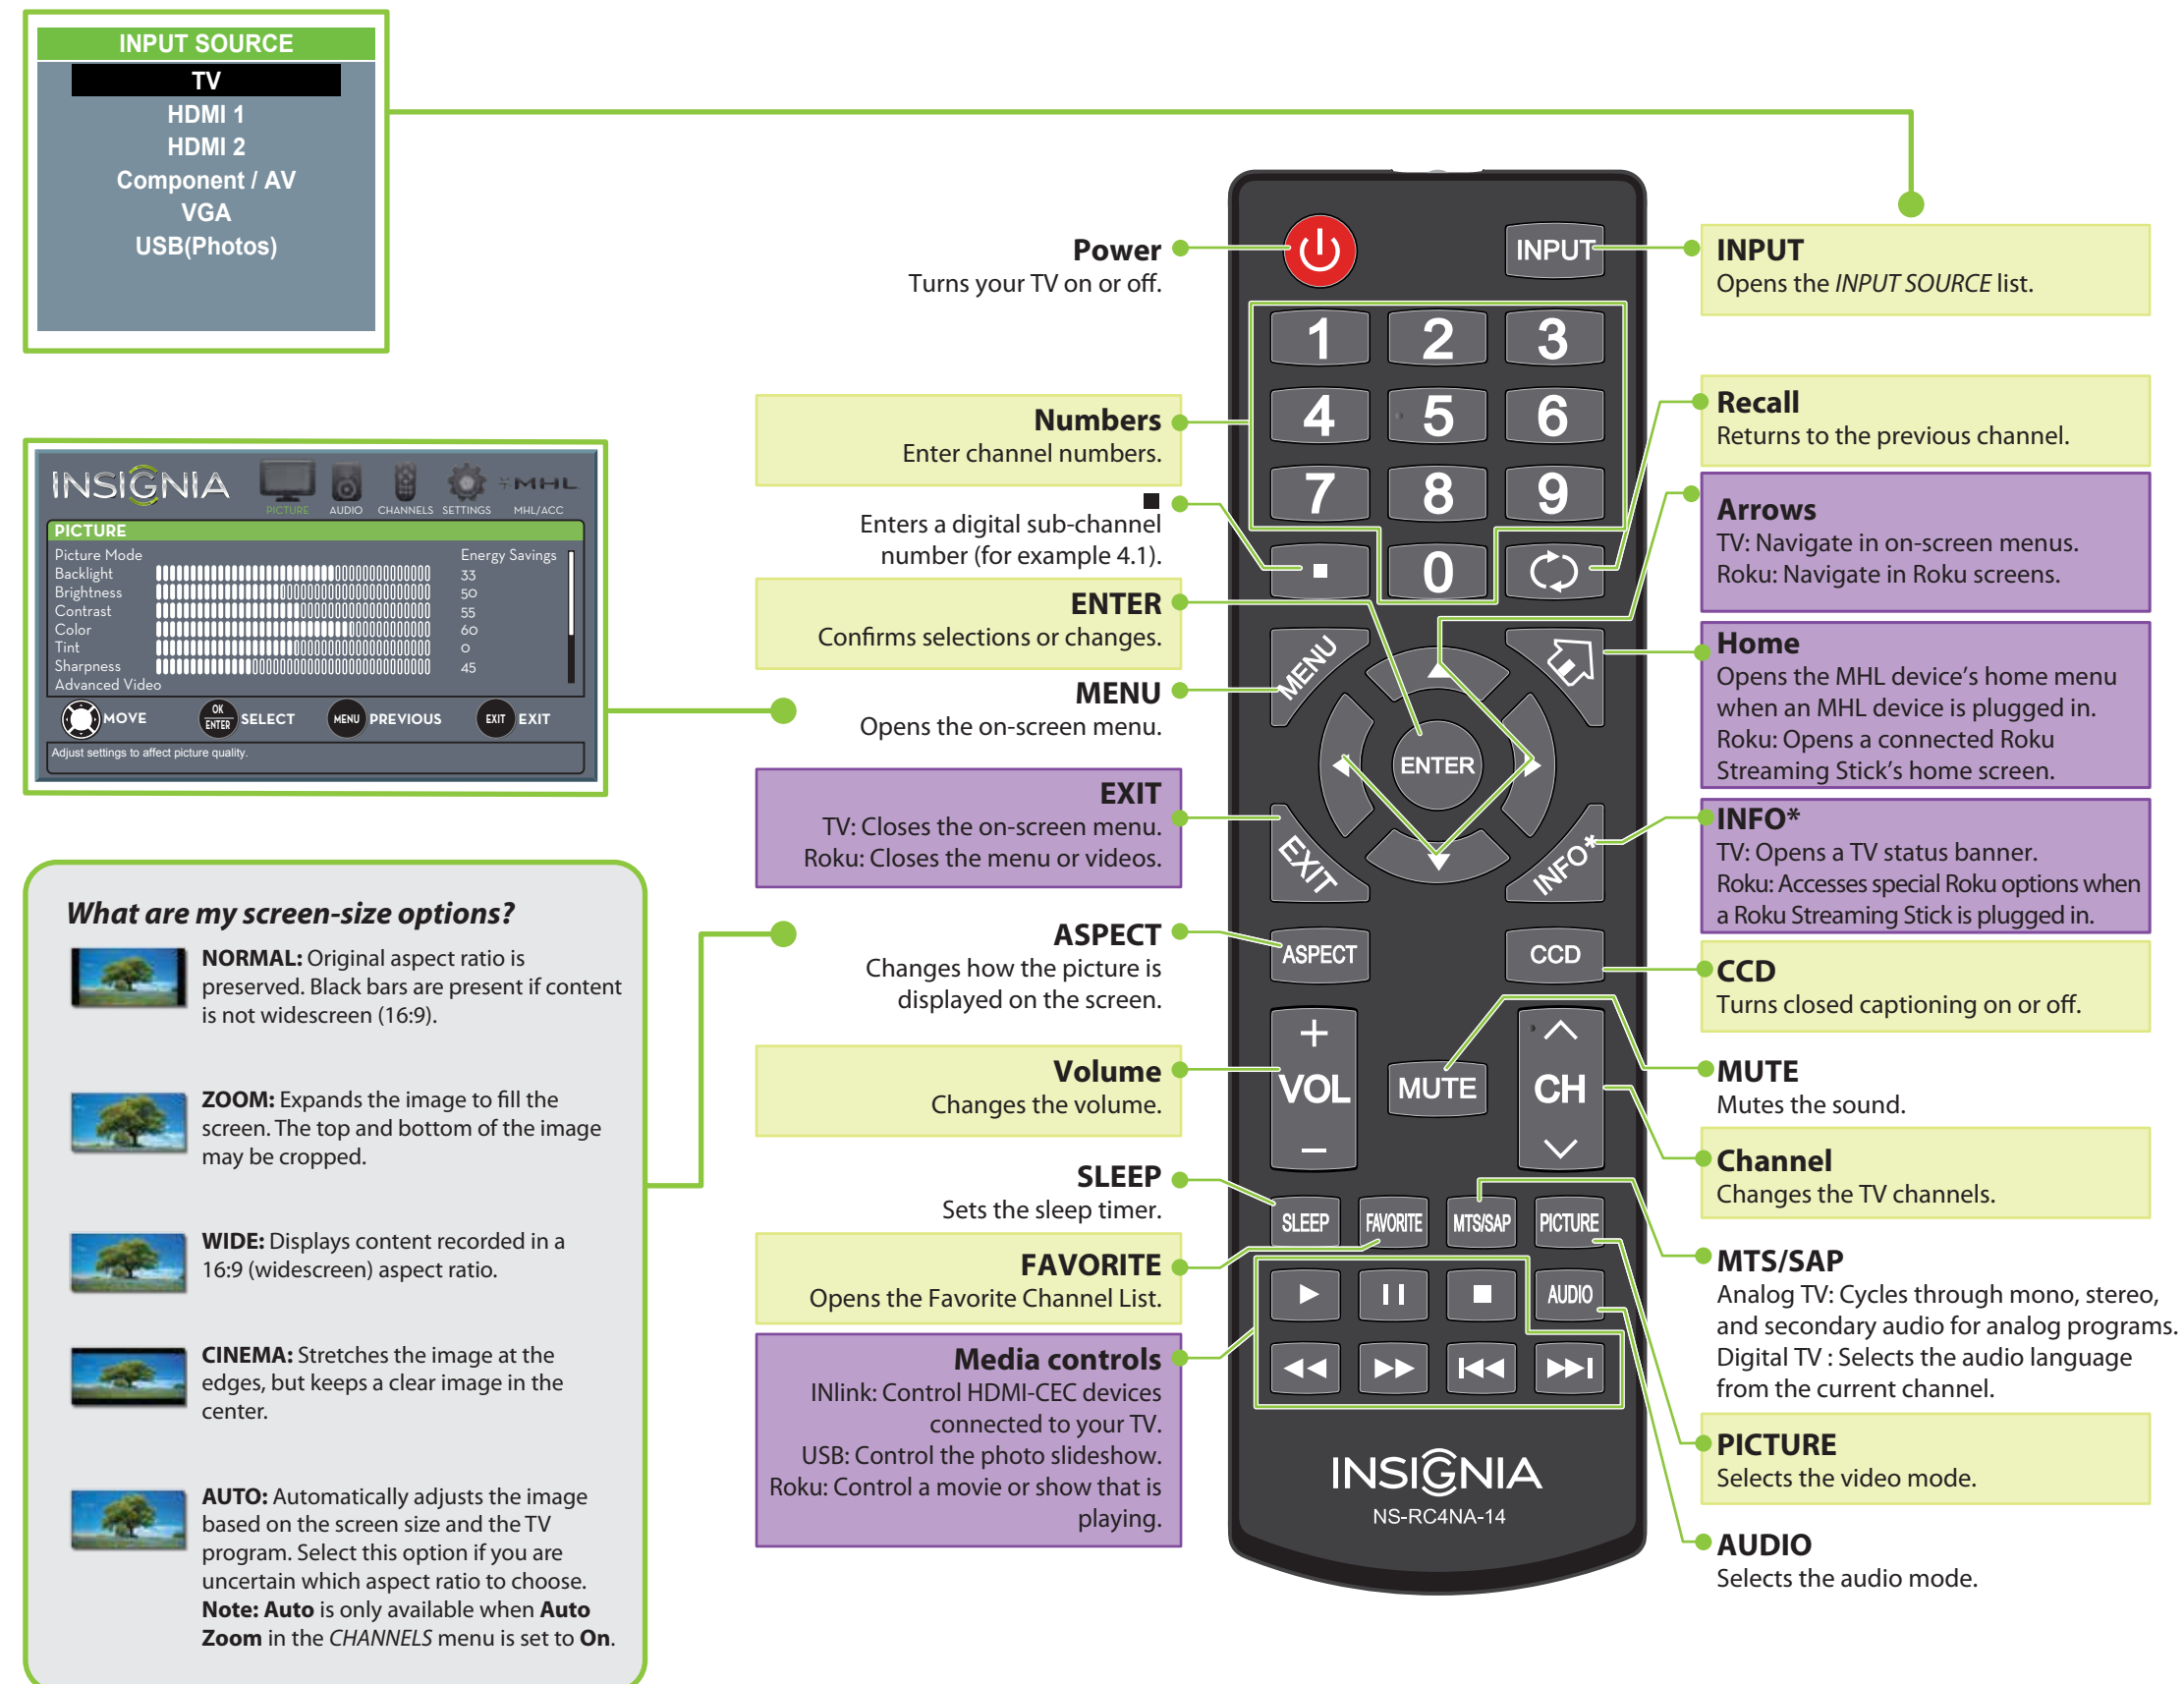 INPUT SOURCE
TV
HDMI 1
HDMI 2
Component / AV
VGA
USB(Photos)
INSIGNIA
PICTURE
AUDIO
CHANNELS
SETTINGS
MHL
MHL/ACC
PICTURE
Picture Mode Energy Savings
Backlight 33
Brightness 50
Contrast 55
Color 60
Tint 0
Sharpness 45
Advanced Video
MOVE
OK
ENTER SELECT
MENU PREVIOUS
EXIT EXIT
Adjust settings to affect picture quality.
What are my screen-size options?
NORMAL: Original aspect ratio is
preserved. Black bars are present if content
is not widescreen (16:9).
ZOOM: Expands the image to fill the
screen. The top and bottom of the image
may be cropped.
WIDE: Displays content recorded in a
16:9 (widescreen) aspect ratio.
CINEMA: Stretches the image at the
edges, but keeps a clear image in the
center.
AUTO: Automatically adjusts the image
based on the screen size and the TV
program. Select this option if you are
uncertain which aspect ratio to choose.
Note: Auto is only available when Auto
Zoom in the CHANNELS menu is set to On.
Power
Turns your TV on or off.
Numbers
Enter channel numbers.
■
Enters a digital sub-channel
number (for example 4.1).
ENTER
Confirms selections or changes.
MENU
Opens the on-screen menu.
EXIT
TV: Closes the on-screen menu.
Roku: Closes the menu or videos.
ASPECT
Changes how the picture is
displayed on the screen.
Volume
Changes the volume.
SLEEP
Sets the sleep timer.
FAVORITE
Opens the Favorite Channel List.
Media controls
INlink: Control HDMI-CEC devices
connected to your TV.
USB: Control the photo slideshow.
Roku: Control a movie or show that is
playing.
INPUT
1 2 3
4 5 6
7 8 9
0
MENU
ENTER
EXIT
INFO*
ASPECT
CCD
+
VOL
–
MUTE
CH
SLEEP
FAVORITE
MTS/SAP
PICTURE
AUDIO
INSIGNIA
NS-RC4NA-14
INPUT
Opens the INPUT SOURCE list.
Recall
Returns to the previous channel.
Arrows
TV: Navigate in on-screen menus.
Roku: Navigate in Roku screens.
Home
Opens the MHL device’s home menu
when an MHL device is plugged in.
Roku: Opens a connected Roku
Streaming Stick’s home screen.
INFO*
TV: Opens a TV status banner.
Roku: Accesses special Roku options when
a Roku Streaming Stick is plugged in.
CCD
Turns closed captioning on or off.
MUTE
Mutes the sound.
Channel
Changes the TV channels.
MTS/SAP
Analog TV: Cycles through mono, stereo,
and secondary audio for analog programs.
Digital TV : Selects the audio language
from the current channel.
PICTURE
Selects the video mode.
AUDIO
Selects the audio mode.